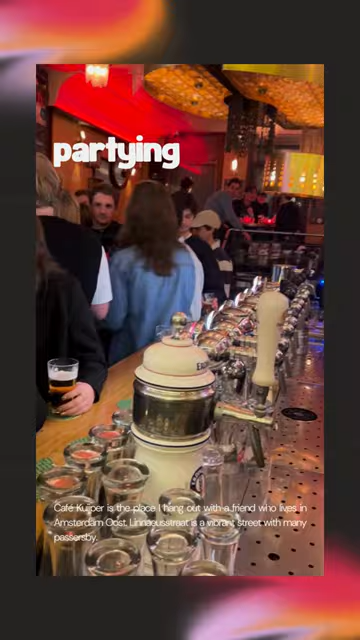 partying
Café Kuijper is the place I hang out with a friend who lives in
Amsterdam Oost. Linnaeusstraat is a vibrant street with many
passersby.